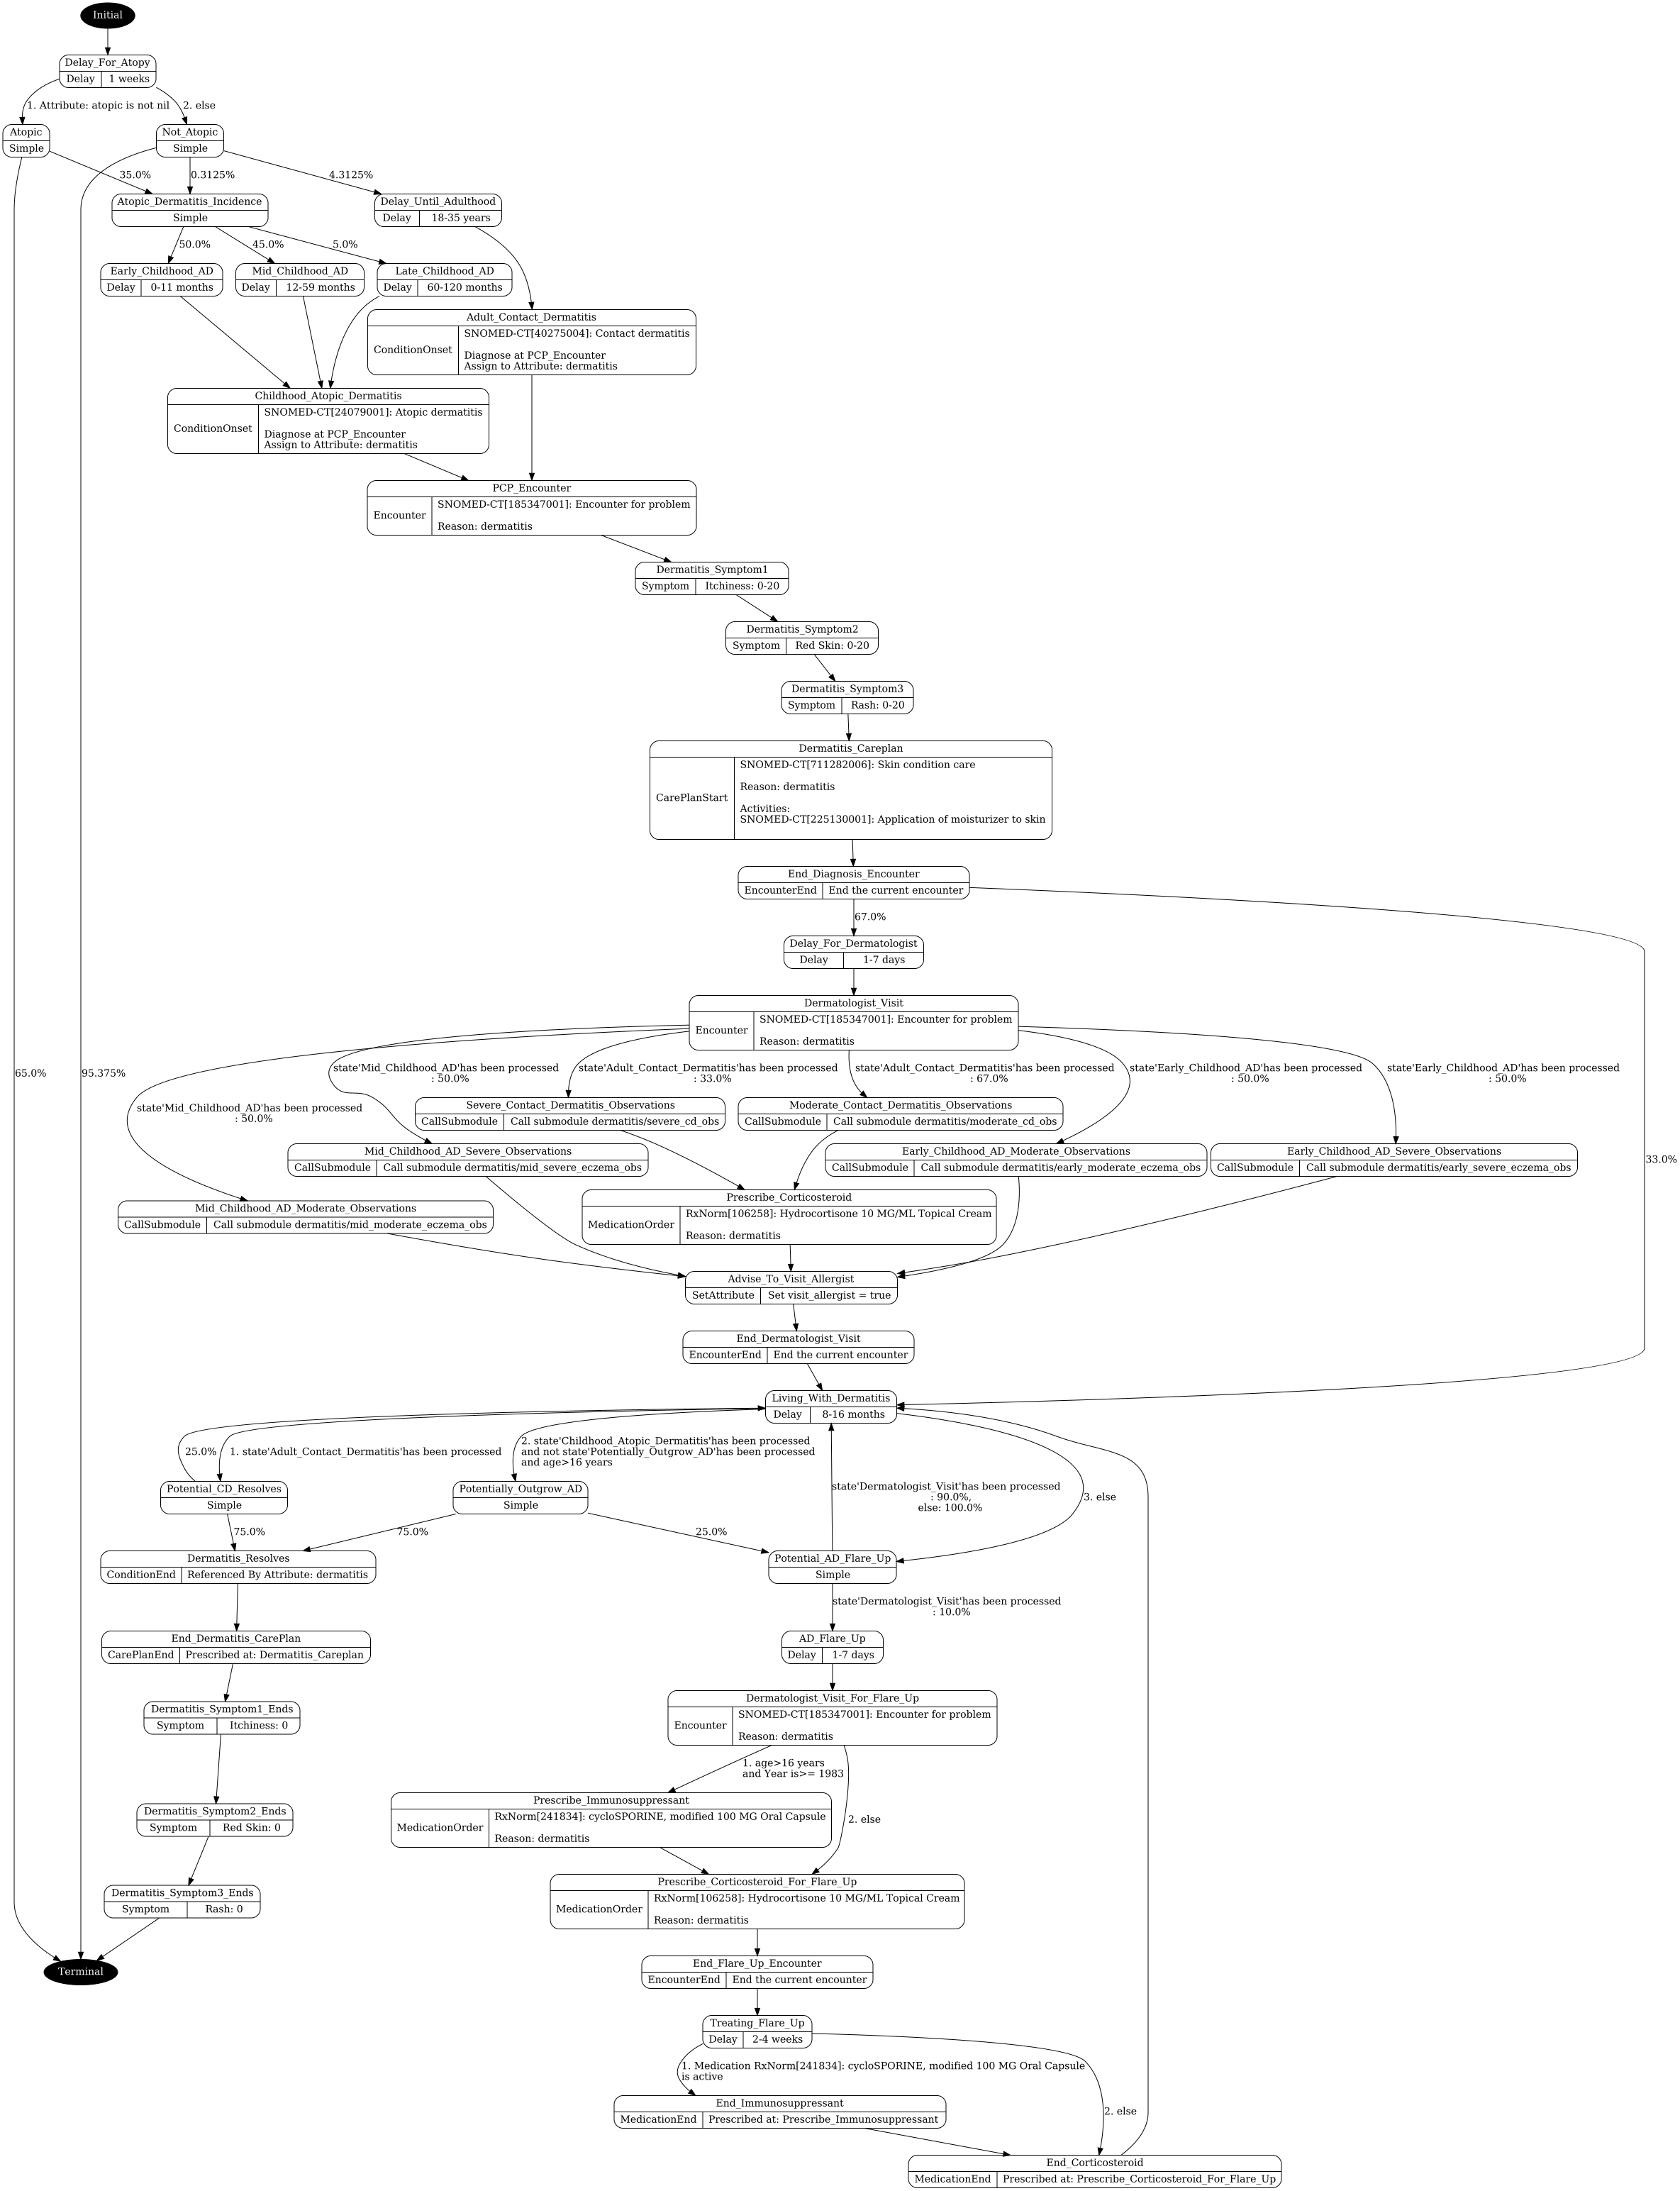 Initial
Delay_For_Atopy
Delay 1 weeks
1. Attribute: atopic is not nil
2. else
Atopic
Simple
Not_Atopic
Simple
35.0%
0.3125%
4.3125%
Atopic_Dermatitis_Incidence
Simple
Delay_Until_Adulthood
Delay 18-35 years
50.0%
45.0%
5.0%
Early_Childhood_AD
Delay 0-11 months
Mid_Childhood_AD
Delay 12-59 months
Late_Childhood_AD
Delay 60-120 months
Adult_Contact_Dermatitis
ConditionOnset
SNOMED-CT[40275004]: Contact dermatitis
Diagnose at PCP_Encounter
Assign to Attribute: dermatitis
Childhood_Atopic_Dermatitis
ConditionOnset
SNOMED-CT[24079001]: Atopic dermatitis
Diagnose at PCP_Encounter
Assign to Attribute: dermatitis
PCP_Encounter
Encounter
SNOMED-CT[185347001]: Encounter for problem
Reason: dermatitis
Dermatitis_Symptom1
Symptom Itchiness: 0-20
Dermatitis_Symptom2
Symptom Red Skin: 0-20
Dermatitis_Symptom3
Symptom Rash: 0-20
Dermatitis_Careplan
CarePlanStart
SNOMED-CT[711282006]: Skin condition care
Reason: dermatitis
Activities:
SNOMED-CT[225130001]: Application of moisturizer to skin
End_Diagnosis_Encounter
EncounterEnd End the current encounter
67.0%
Delay_For_Dermatologist
Delay 1-7 days
Dermatologist_Visit
Encounter
SNOMED-CT[185347001]: Encounter for problem
Reason: dermatitis
65.0%
95.375%
33.0%
state'Mid_Childhood_AD'has been processed
: 50.0%
state'Mid_Childhood_AD'has been processed
: 50.0%
state'Adult_Contact_Dermatitis'has been processed
: 33.0%
state'Adult_Contact_Dermatitis'has been processed
: 67.0%
state'Early_Childhood_AD'has been processed
: 50.0%
state'Early_Childhood_AD'has been processed
: 50.0%
Severe_Contact_Dermatitis_Observations
CallSubmodule Call submodule dermatitis/severe_cd_obs
Moderate_Contact_Dermatitis_Observations
CallSubmodule Call submodule dermatitis/moderate_cd_obs
Mid_Childhood_AD_Severe_Observations
CallSubmodule Call submodule dermatitis/mid_severe_eczema_obs
Early_Childhood_AD_Moderate_Observations
CallSubmodule Call submodule dermatitis/early_moderate_eczema_obs
Early_Childhood_AD_Severe_Observations
CallSubmodule Call submodule dermatitis/early_severe_eczema_obs
Mid_Childhood_AD_Moderate_Observations
CallSubmodule Call submodule dermatitis/mid_moderate_eczema_obs
Prescribe_Corticosteroid
MedicationOrder
RxNorm[106258]: Hydrocortisone 10 MG/ML Topical Cream
Reason: dermatitis
Advise_To_Visit_Allergist
SetAttribute Set visit_allergist = true
End_Dermatologist_Visit
EncounterEnd End the current encounter
Living_With_Dermatitis
Delay 8-16 months
25.0%
1. state'Adult_Contact_Dermatitis'has been processed
2. state'Childhood_Atopic_Dermatitis'has been processed
and not state'Potentially_Outgrow_AD'has been processed
and age>16 years
state'Dermatologist_Visit'has been processed
: 90.0%,
else: 100.0%
3. else
Potential_CD_Resolves
Simple
Potentially_Outgrow_AD
Simple
75.0%
75.0%
25.0%
Dermatitis_Resolves
ConditionEnd Referenced By Attribute: dermatitis
Potential_AD_Flare_Up
Simple
state'Dermatologist_Visit'has been processed
: 10.0%
End_Dermatitis_CarePlan
CarePlanEnd Prescribed at: Dermatitis_Careplan
AD_Flare_Up
Delay 1-7 days
Dermatitis_Symptom1_Ends
Symptom Itchiness: 0
Dermatologist_Visit_For_Flare_Up
Encounter
SNOMED-CT[185347001]: Encounter for problem
Reason: dermatitis
1. age>16 years
and Year is>= 1983
2. else
Dermatitis_Symptom2_Ends
Symptom Red Skin: 0
Prescribe_Immunosuppressant
MedicationOrder
RxNorm[241834]: cycloSPORINE, modified 100 MG Oral Capsule
Reason: dermatitis
Dermatitis_Symptom3_Ends
Symptom Rash: 0
Prescribe_Corticosteroid_For_Flare_Up
MedicationOrder
RxNorm[106258]: Hydrocortisone 10 MG/ML Topical Cream
Reason: dermatitis
Terminal
End_Flare_Up_Encounter
EncounterEnd End the current encounter
Treating_Flare_Up
Delay 2-4 weeks
1. Medication RxNorm[241834]: cycloSPORINE, modified 100 MG Oral Capsule
is active
2. else
End_Immunosuppressant
MedicationEnd Prescribed at: Prescribe_Immunosuppressant
End_Corticosteroid
MedicationEnd Prescribed at: Prescribe_Corticosteroid_For_Flare_Up